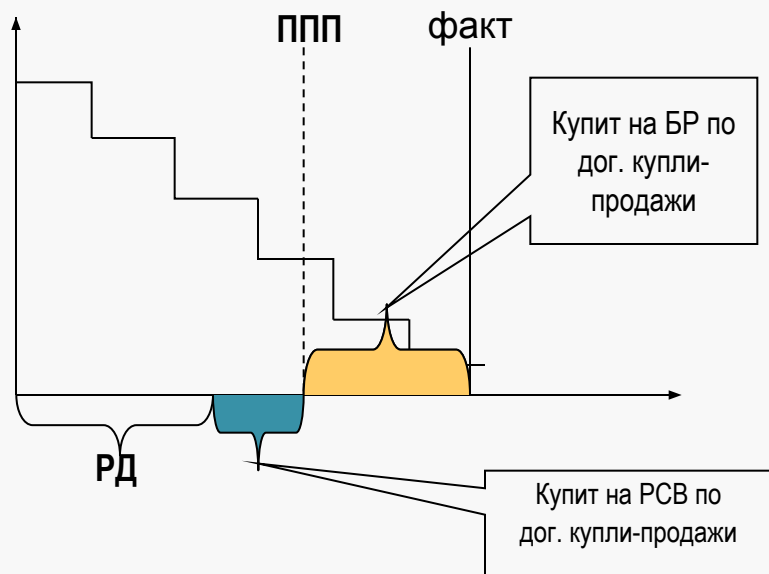 ППП
факт
Купит на БР по
дог. купли-
продажи
РД
Купит на РСВ по
дог. купли-продажи